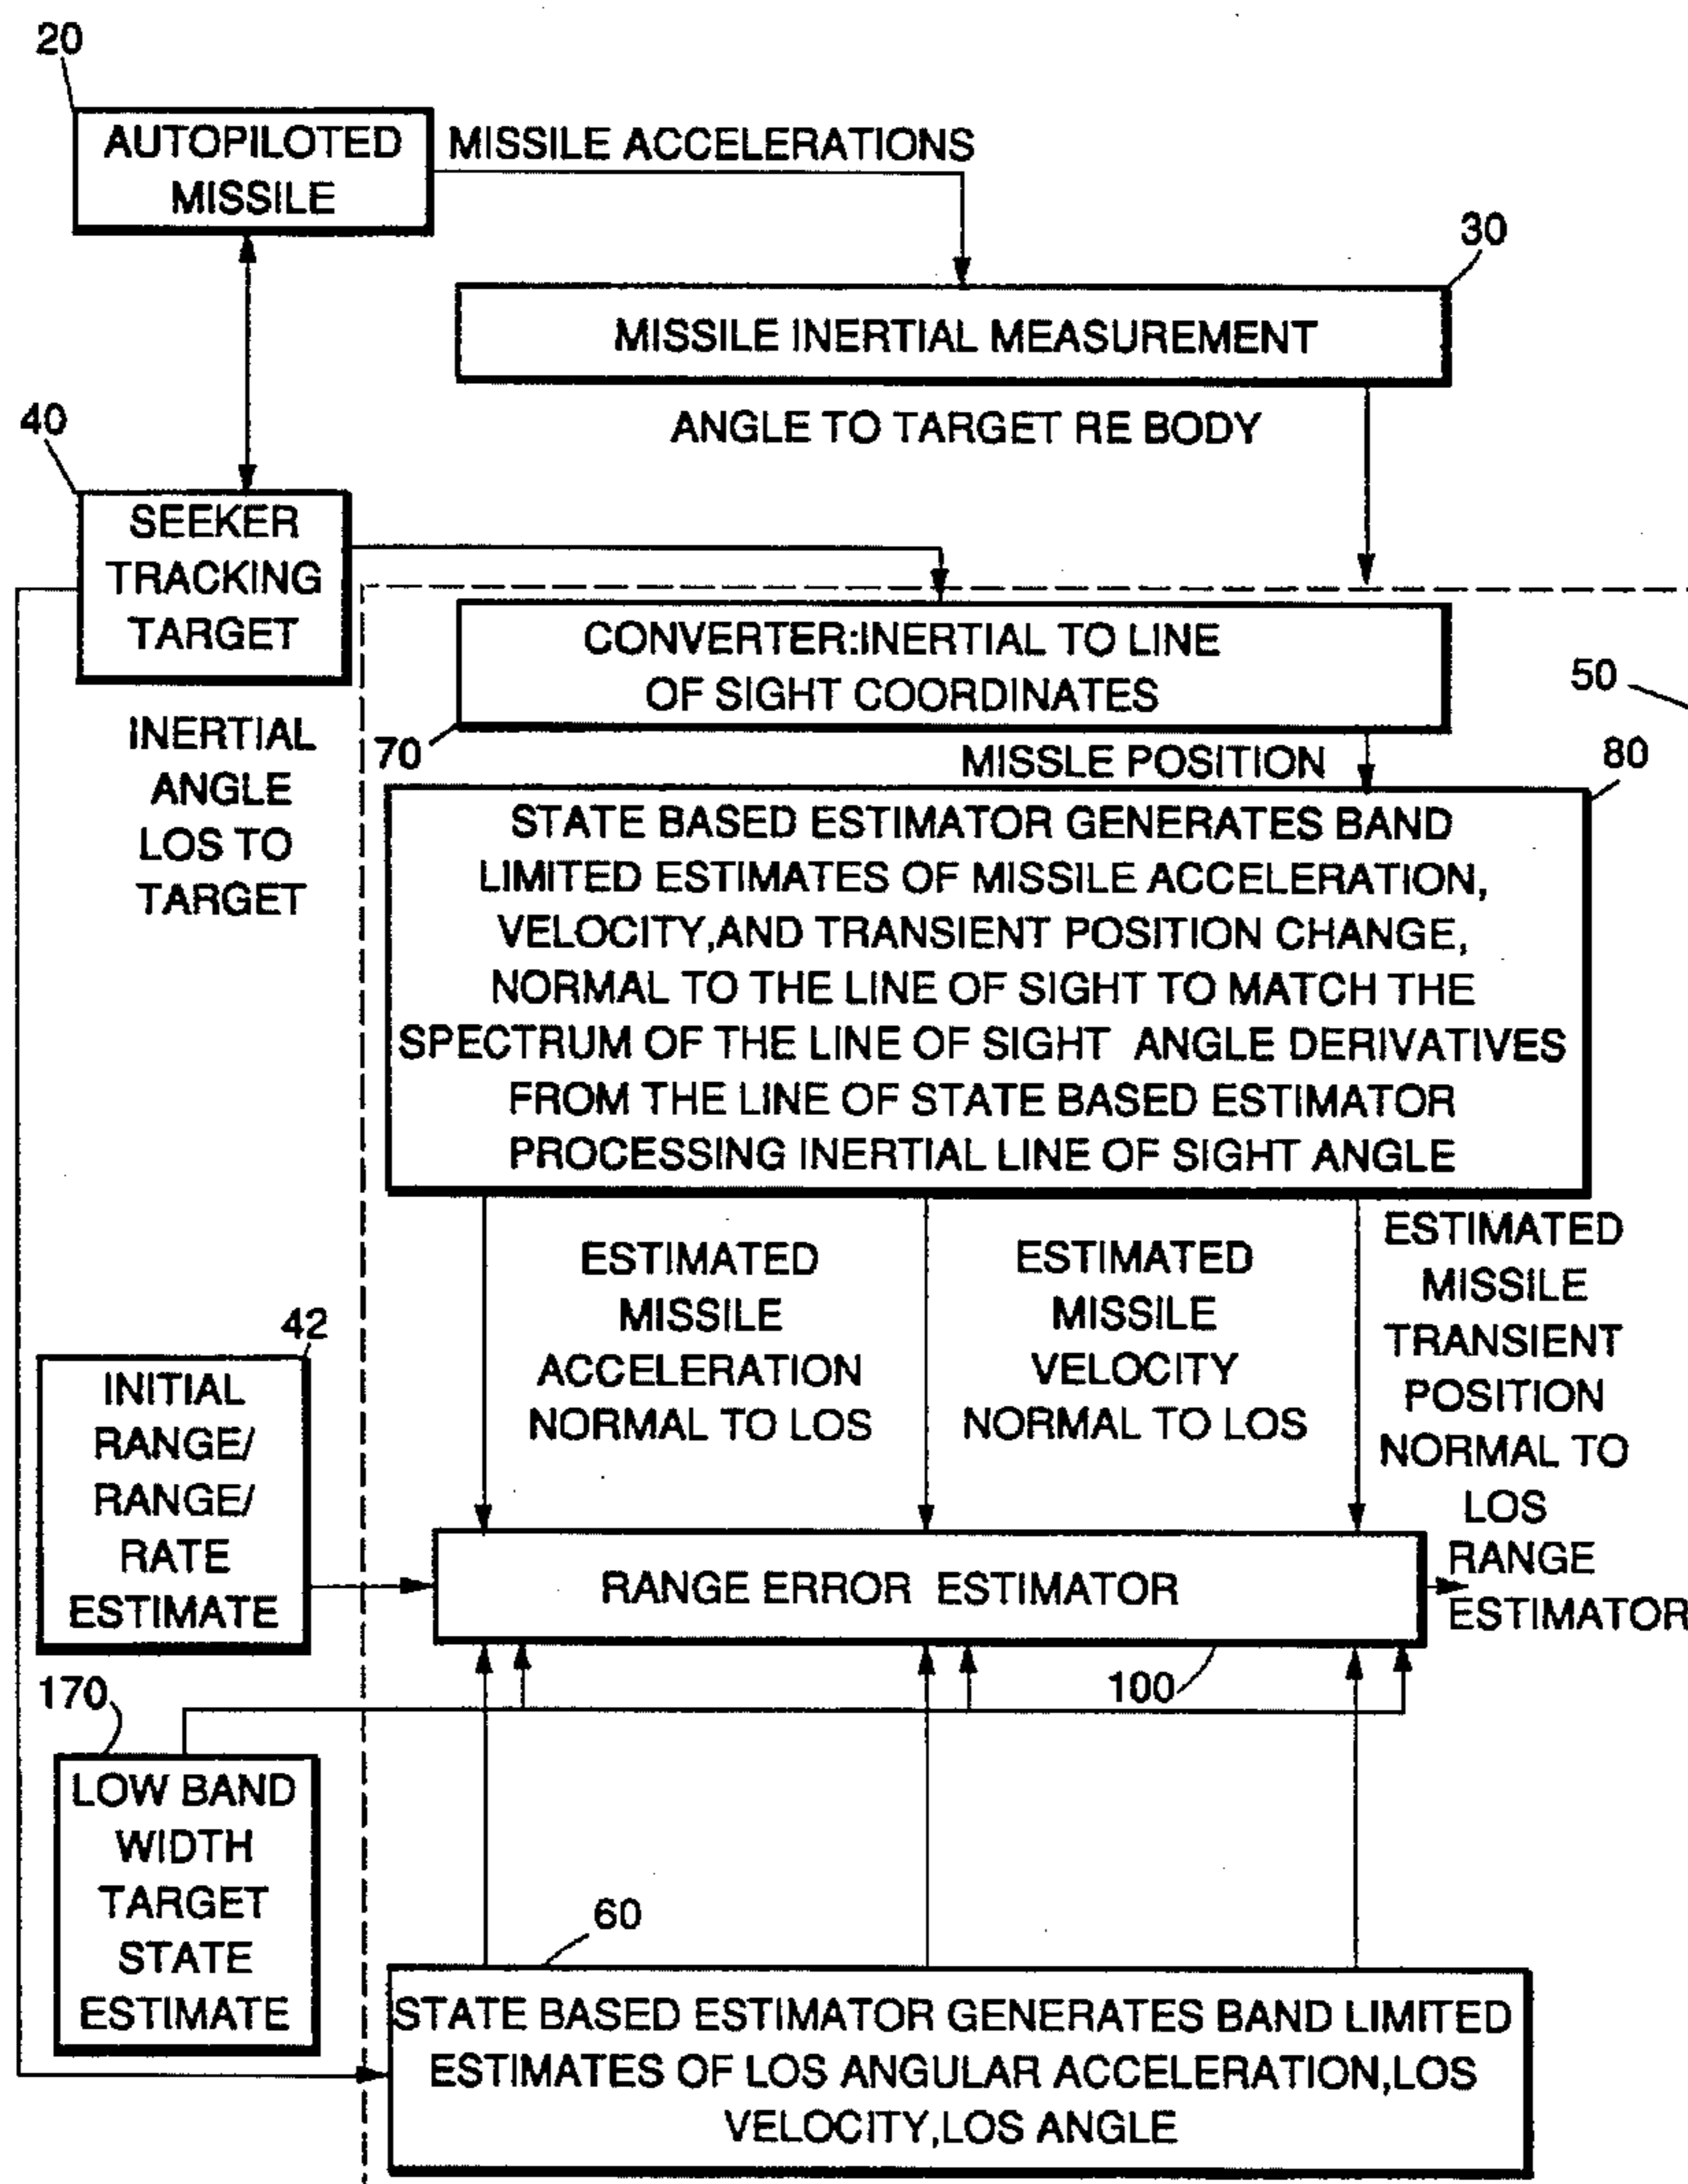 20
AUTOPILOTED
MISSILE
MISSILE ACCELERATIONS
30
MISSILE INERTIAL MEASUREMENT
ANGLE TO TARGET RE BODY
40
SEEKER
TRACKING
TARGET
CONVERTER:INERTIAL TO LINE
OF SIGHT COORDINATES
50
70
INERTIAL
ANGLE
LOS TO
TARGET
MISSLE POSITION
80
STATE BASED ESTIMATOR GENERATES BAND
LIMITED ESTIMATES OF MISSILE ACCELERATION,
VELOCITY,AND TRANSIENT POSITION CHANGE,
NORMAL TO THE LINE OF SIGHT TO MATCH THE
SPECTRUM OF THE LINE OF SIGHT ANGLE DERIVATIVES
FROM THE LINE OF STATE BASED ESTIMATOR
PROCESSING INERTIAL LINE OF SIGHT ANGLE
ESTIMATED
MISSILE
ACCELERATION
NORMAL TO LOS
ESTIMATED
MISSILE
VELOCITY
NORMAL TO LOS
ESTIMATED
MISSILE
TRANSIENT
POSITION
NORMAL TO
LOS
42
INITIAL
RANGE/
RANGE/
RATE
ESTIMATE
RANGE ERROR ESTIMATOR
RANGE
ESTIMATOR
100
170
LOW BAND
WIDTH
TARGET
STATE
ESTIMATE
60
STATE BASED ESTIMATOR GENERATES BAND LIMITED
ESTIMATES OF LOS ANGULAR ACCELERATION,LOS
VELOCITY,LOS ANGLE